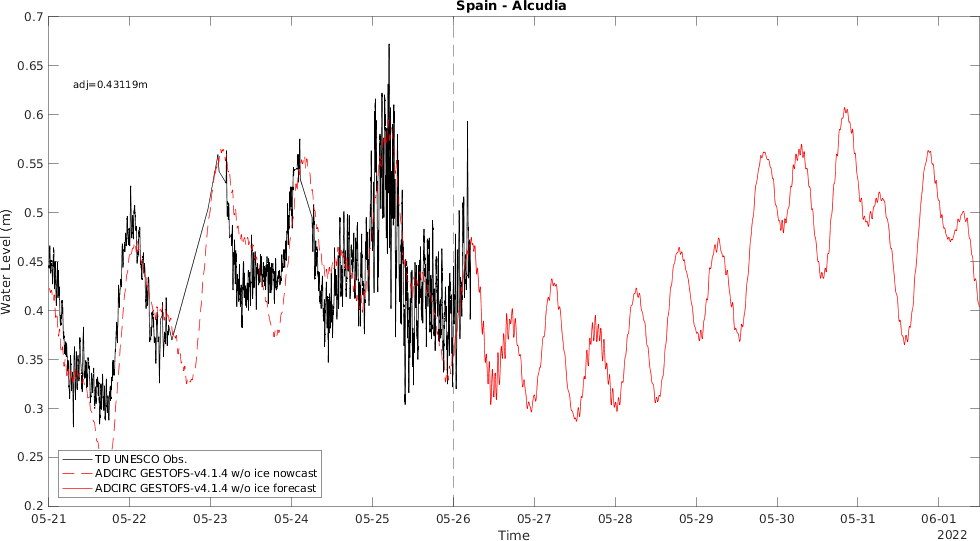 Spain - Alcudia
0.7
0.65
0.6
0.55
0.5
0.45
0.4
0.35
0.3
0.25
0.2
Water Level (m)
adj=0.43119m
TD UNESCO Obs.
ADCIRC GESTOFS-v4.1.4 w/o ice nowcast
ADCIRC GESTOFS-v4.1.4 w/o ice forecast
05-21 05-22 05-23 05-24 05-25 05-26 05-27 05-28 05-29 05-30 05-31 06-01
Time
2022